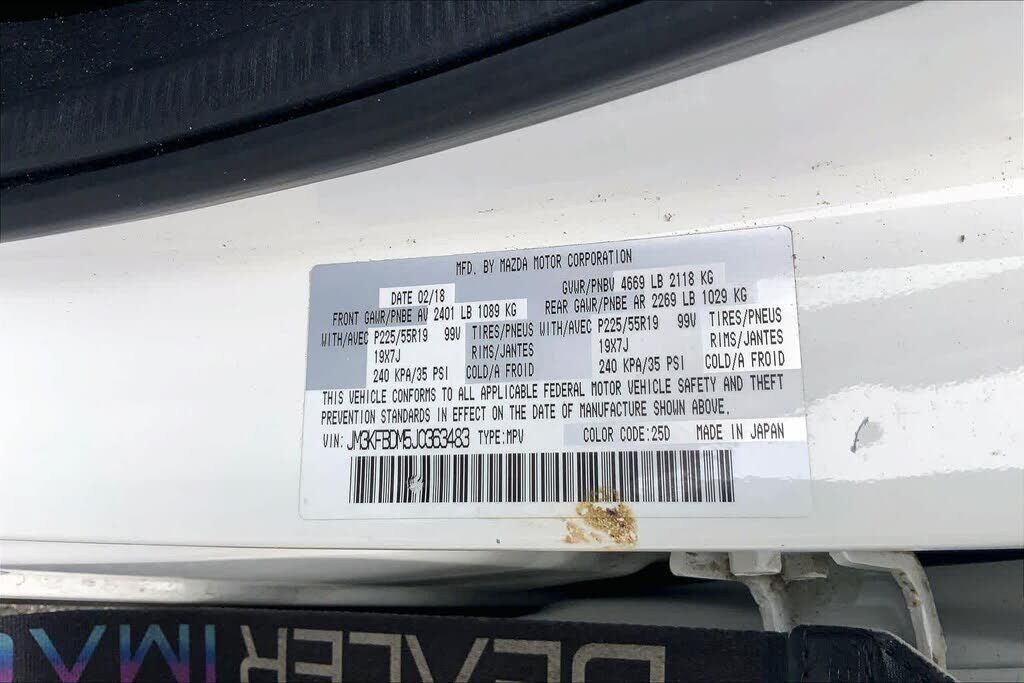 MFD. BY MAZDA MOTOR CORPORATION
DATE 02/18 GVWR/PNBV 4669 LB 2118 KG
FRONT GAWR/PNBE AV 2401 LB 1089 KG REAR GAWR/PNBE AR 2269 LB 1029 KG
WITH/AVEC P225/55R19 99V TIRES/PNEUS WITH/AVEC P225/55R19 99V TIRES/PNEUS
19X7J RIMS/JANTES 19X7J RIMS/JANTES
240 KPA/35 PSI COLD/A FROID 240 KPA/35 PSI COLD/A FROID
THIS VEHICLE CONFORMS TO ALL APPLICABLE FEDERAL MOTOR VEHICLE SAFETY AND THEFT
PREVENTION STANDARDS IN EFFECT ON THE DATE OF MANUFACTURE SHOWN ABOVE.
VIN: JM3KFBDM5J0363483 TYPE:MPV COLOR CODE:25D MADE IN JAPAN
DEALER IMA